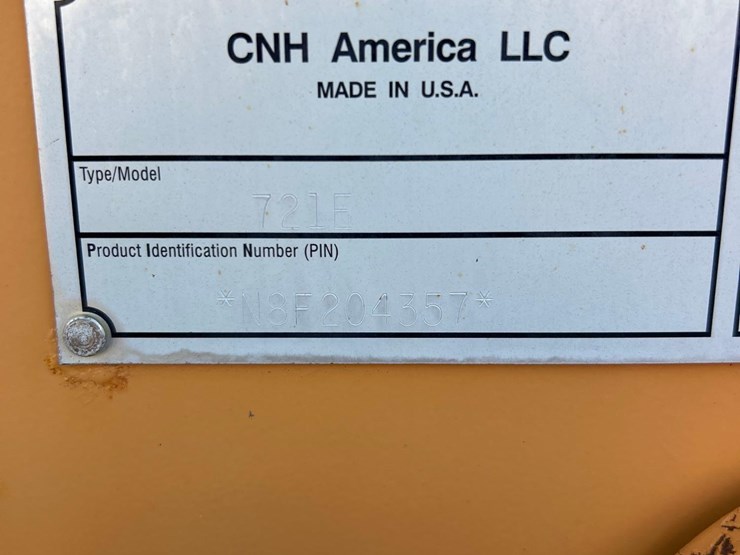 CNH America LLC
MADE IN U.S.A.
Type/Model
721E
Product Identification Number (PIN)
*N8F204357*